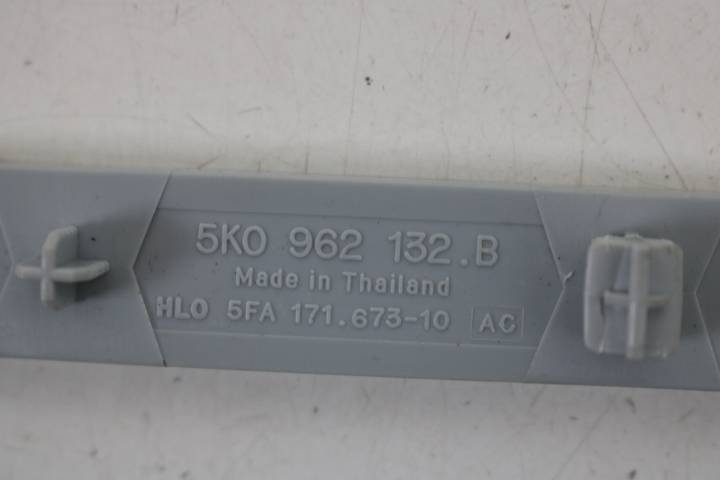 5K0 962 132.B
Made in Thailand
HLO 5FA 171.673-10 AC